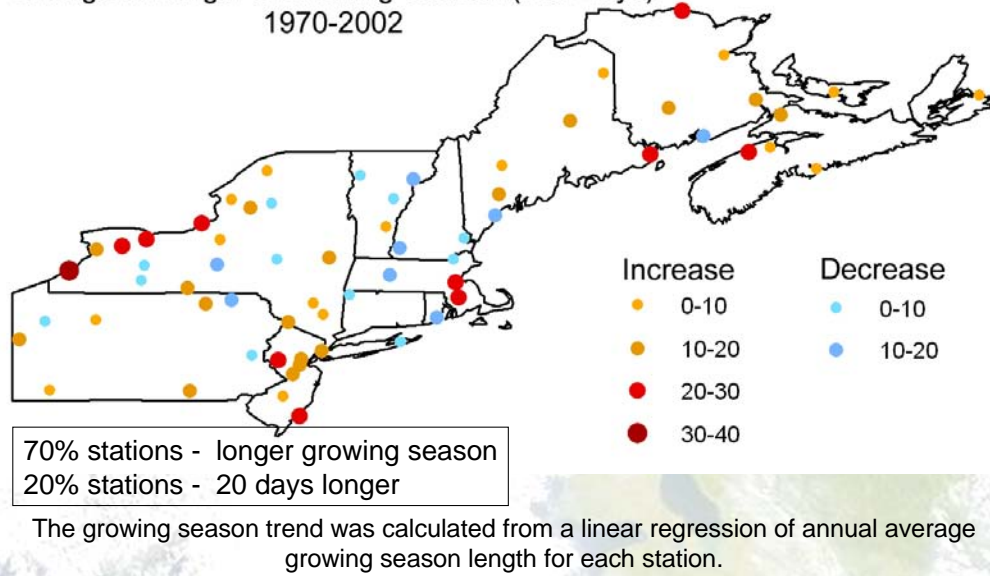 1970-2002
Increase
0-10
10-20
20-30
30-40
Decrease
0-10
10-20
70% stations - longer growing season
20% stations - 20 days longer
The growing season trend was calculated from a linear regression of annual average
growing season length for each station.